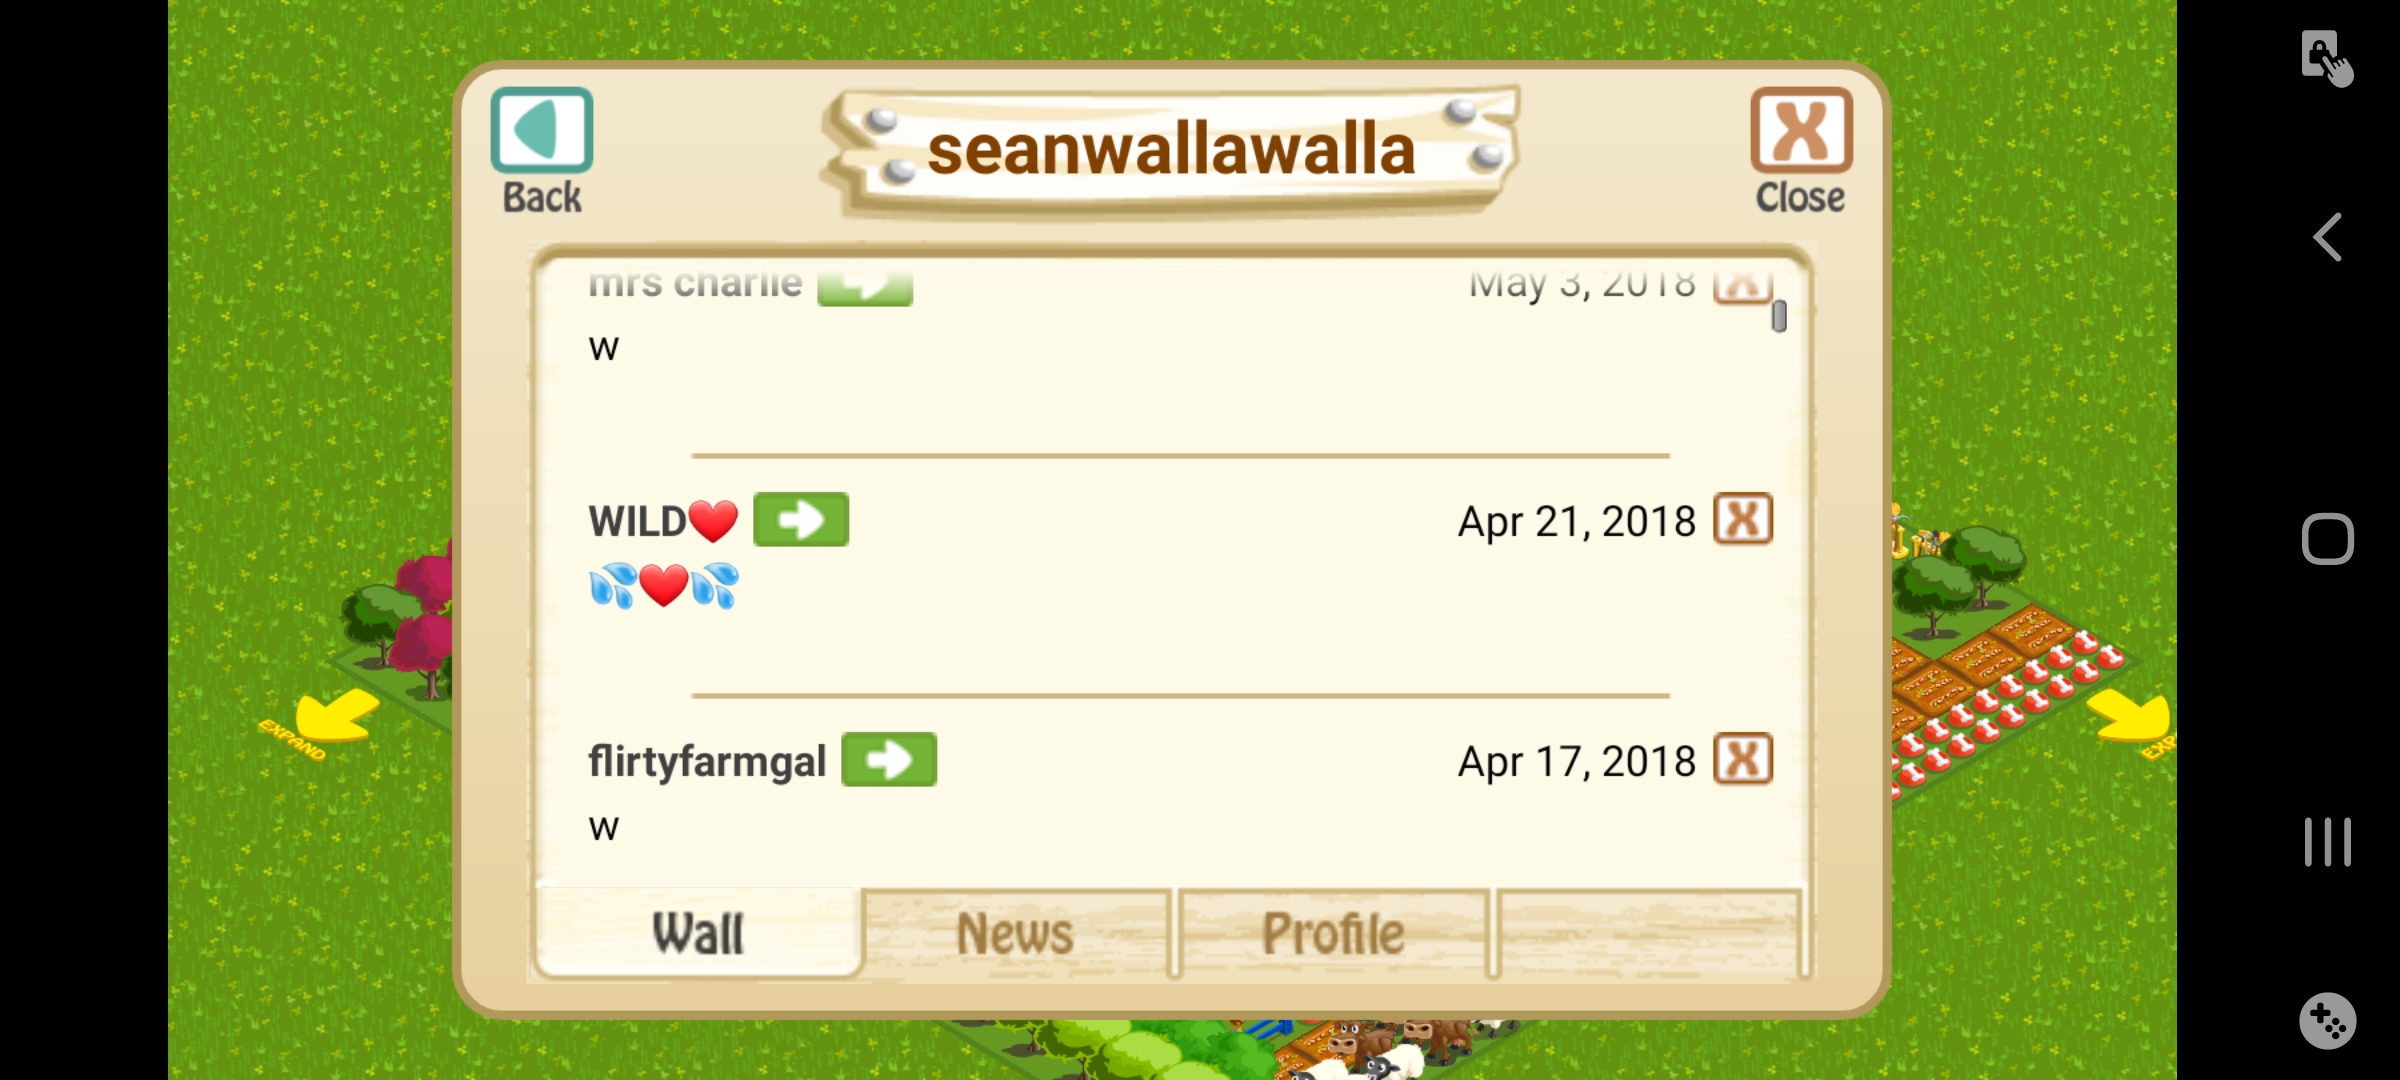 Back
seanwallawalla
Close
mrs charlie May 3, 2018
w
WILD❤️ Apr 21, 2018
💦❤️💦
flirtyfarmgal Apr 17, 2018
w
Wall News Profile
EXPAND
EXP